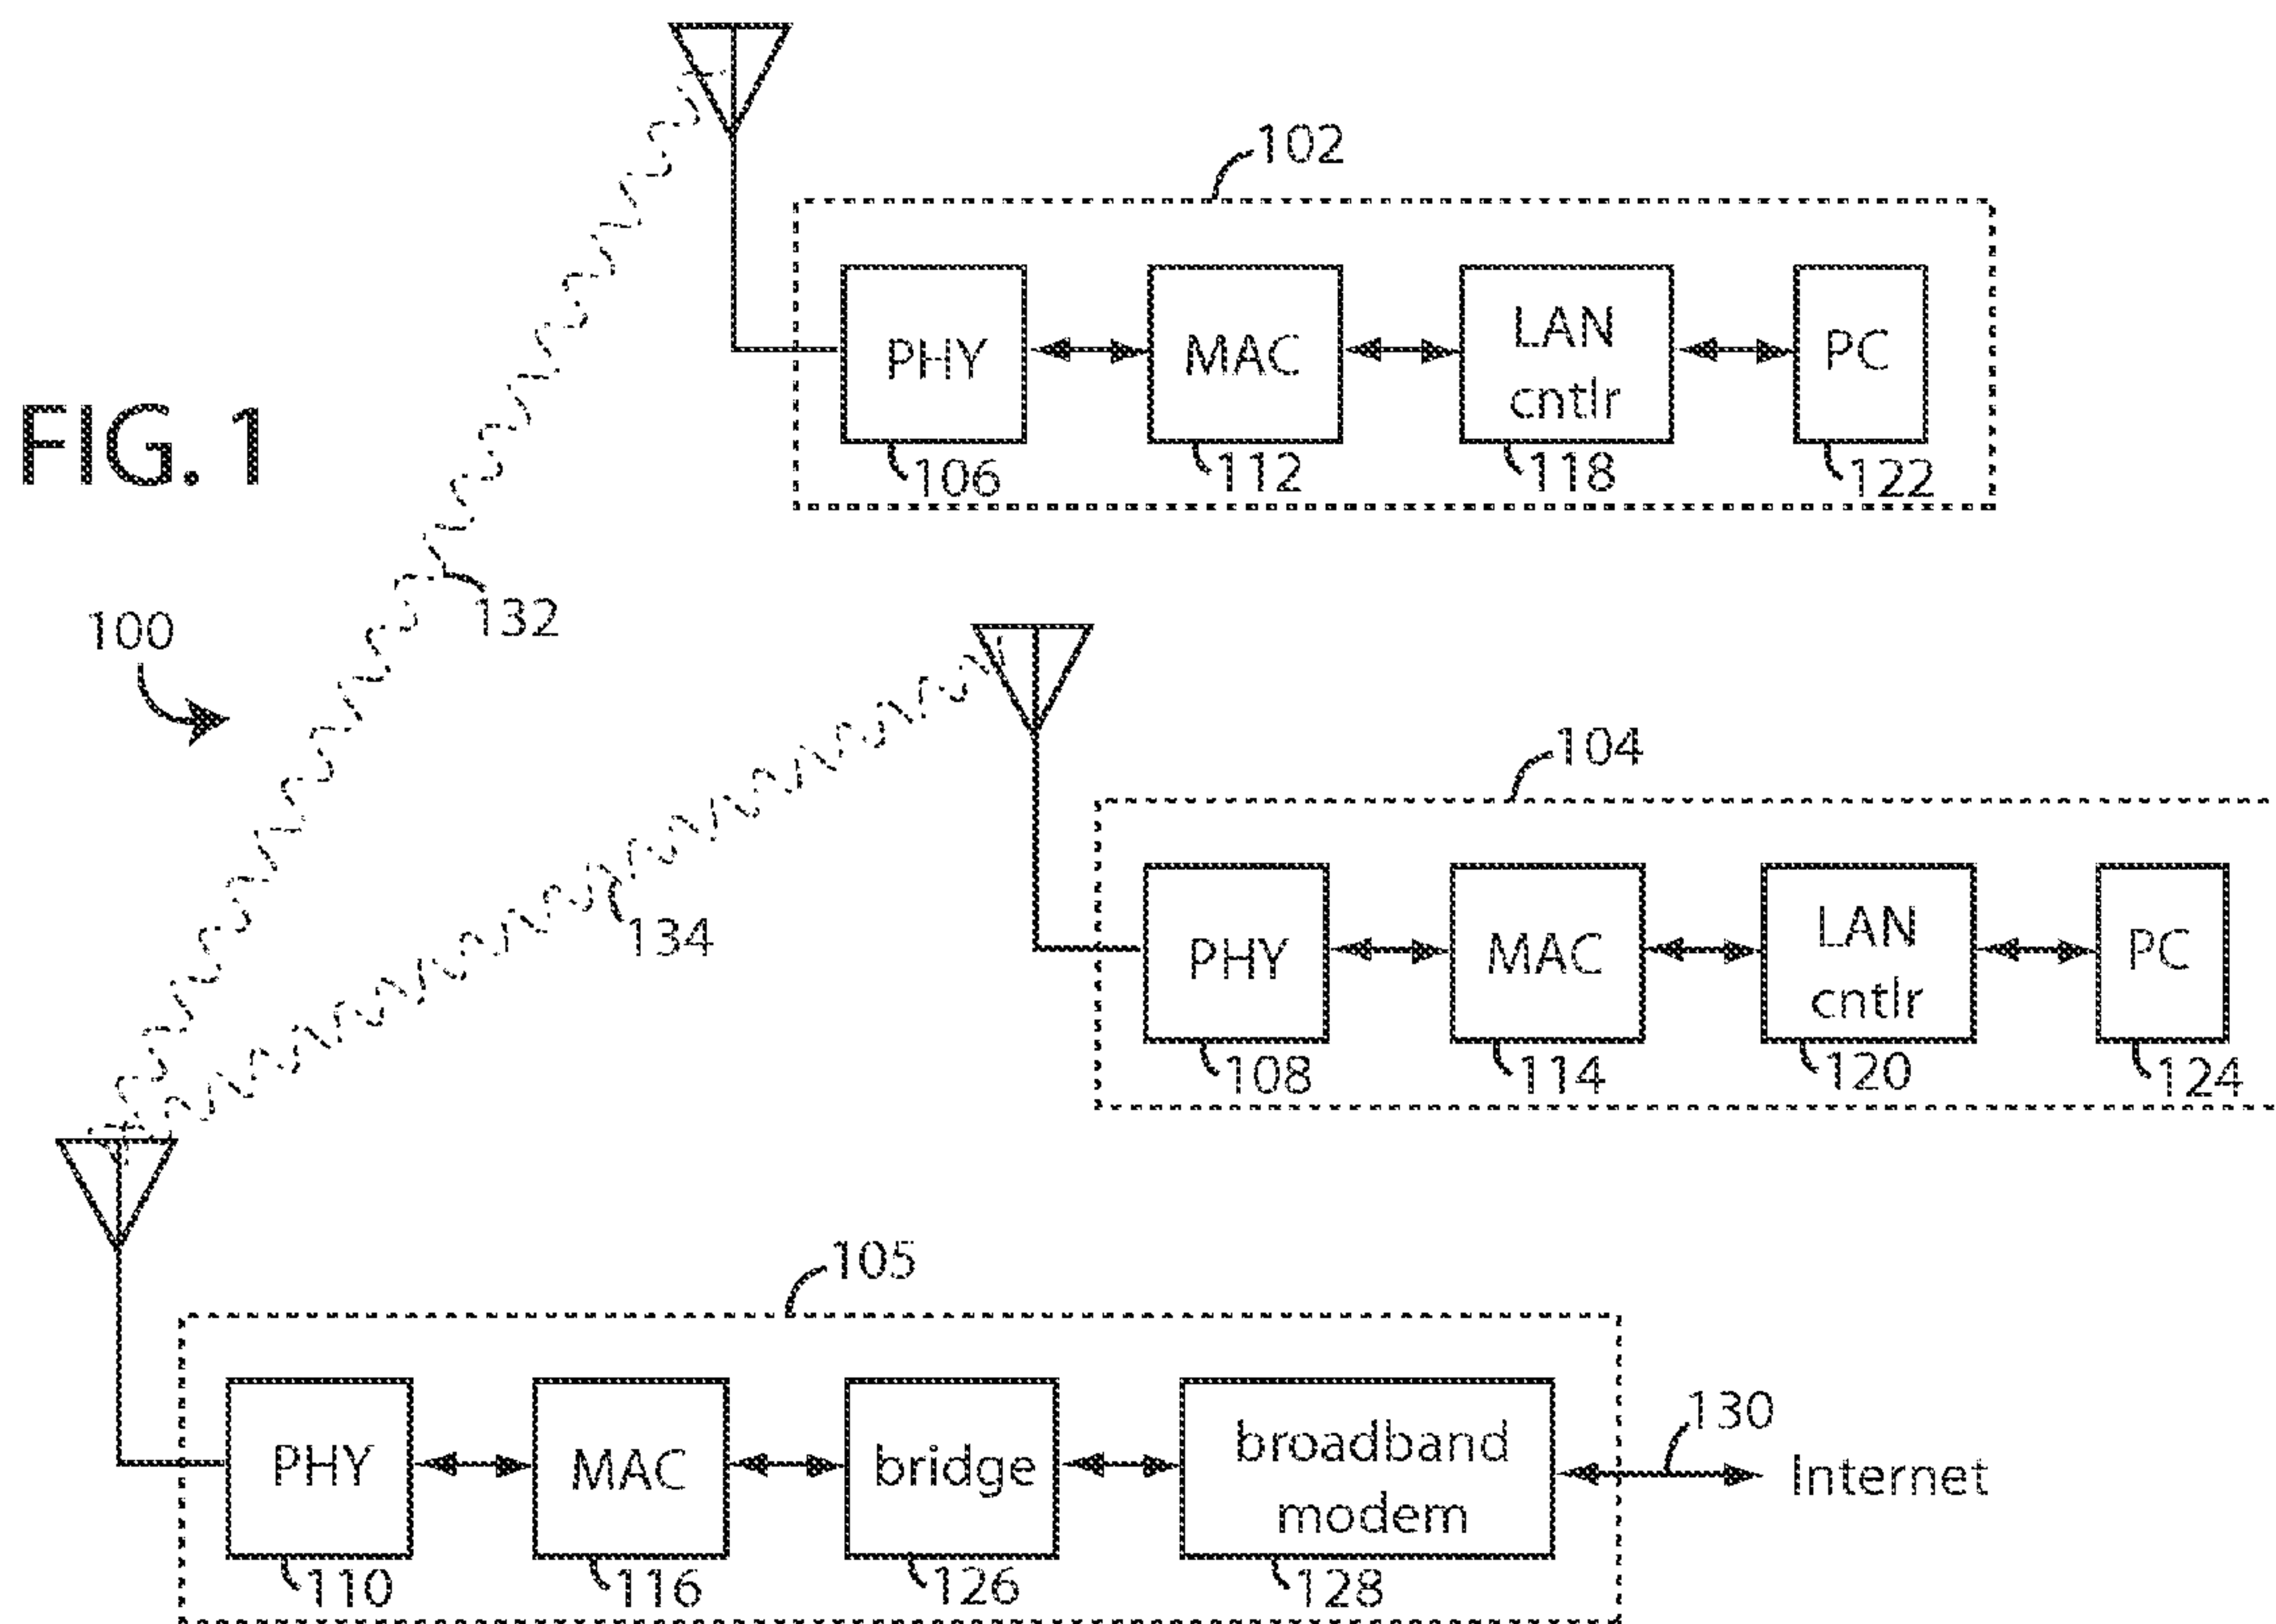 102
PHY
MAC
LAN
cntlr
PC
106
112
118
122
FIG. 1
132
100
104
134
PHY
MAC
LAN
cntlr
PC
108
114
120
124
105
130
PHY
MAC
bridge
broadband
modem
Internet
110
116
126
128